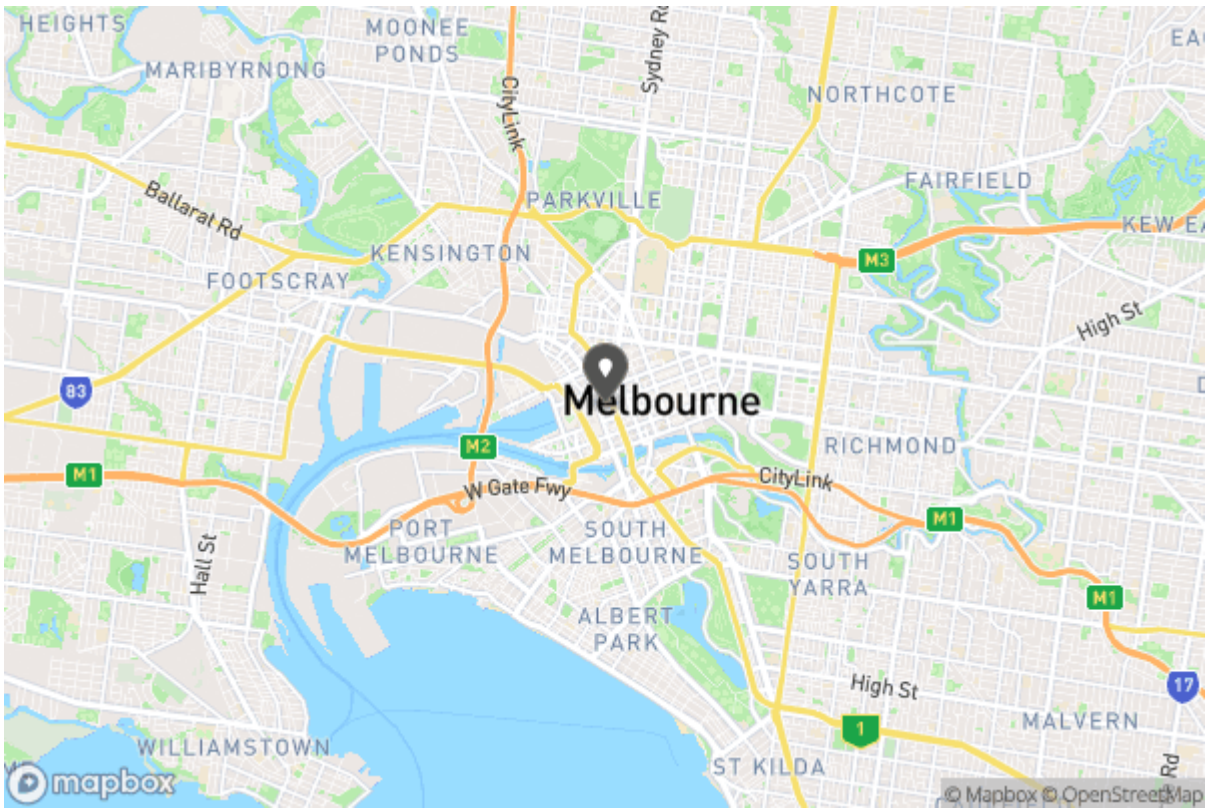 HEIGHTS
MOONEE
PONDS
Sydney Rd
MARIBYRNONG
CityLink
NORTHCOTE
Ballarat Rd
PARKVILLE
FAIRFIELD
KENSINGTON
FOOTSCRAY
M3
High St
83
Melbourne
M2
RICHMOND
M1
W Gate Fwy
CityLink
M1
PORT
MELBOURNE
SOUTH
MELBOURNE
SOUTH
YARRA
Hall St
M1
ALBERT
PARK
High St
17
MALVERN
1
WILLIAMSTOWN
ST KILDA
Rd
mapbox
© Mapbox © OpenStreetMap